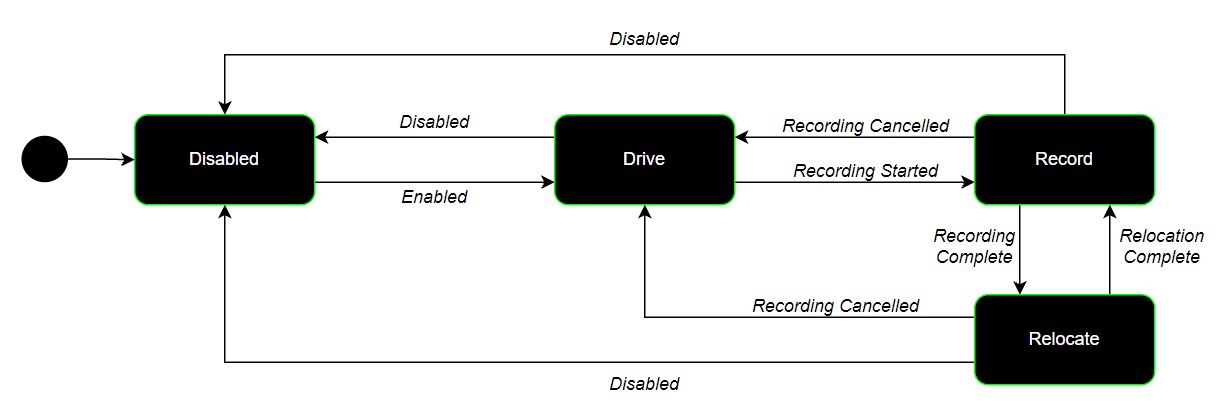 Disabled
Disabled
Recording Cancelled
Disabled
Drive
Record
Recording Started
Enabled
Recording
Complete
Relocation
Complete
Recording Cancelled
Relocate
Disabled